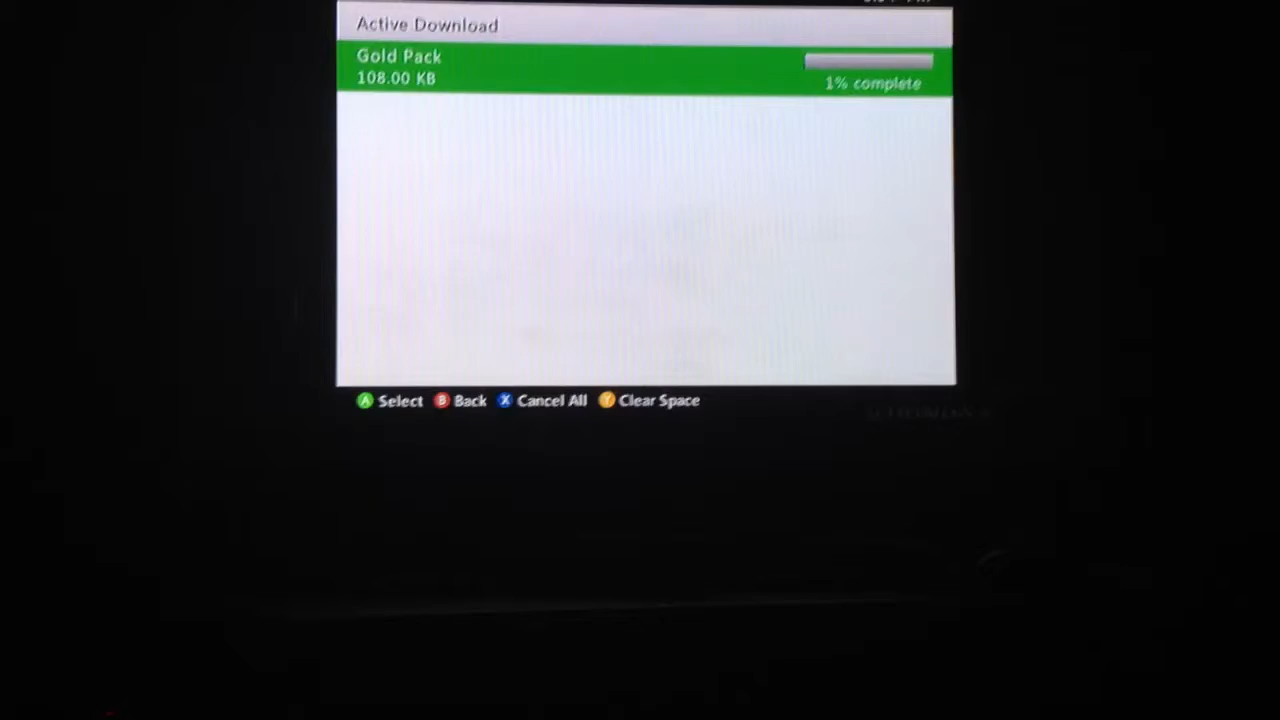 Active Download
Gold Pack
108.00 KB
1% complete
A Select B Back X Cancel All Y Clear Space